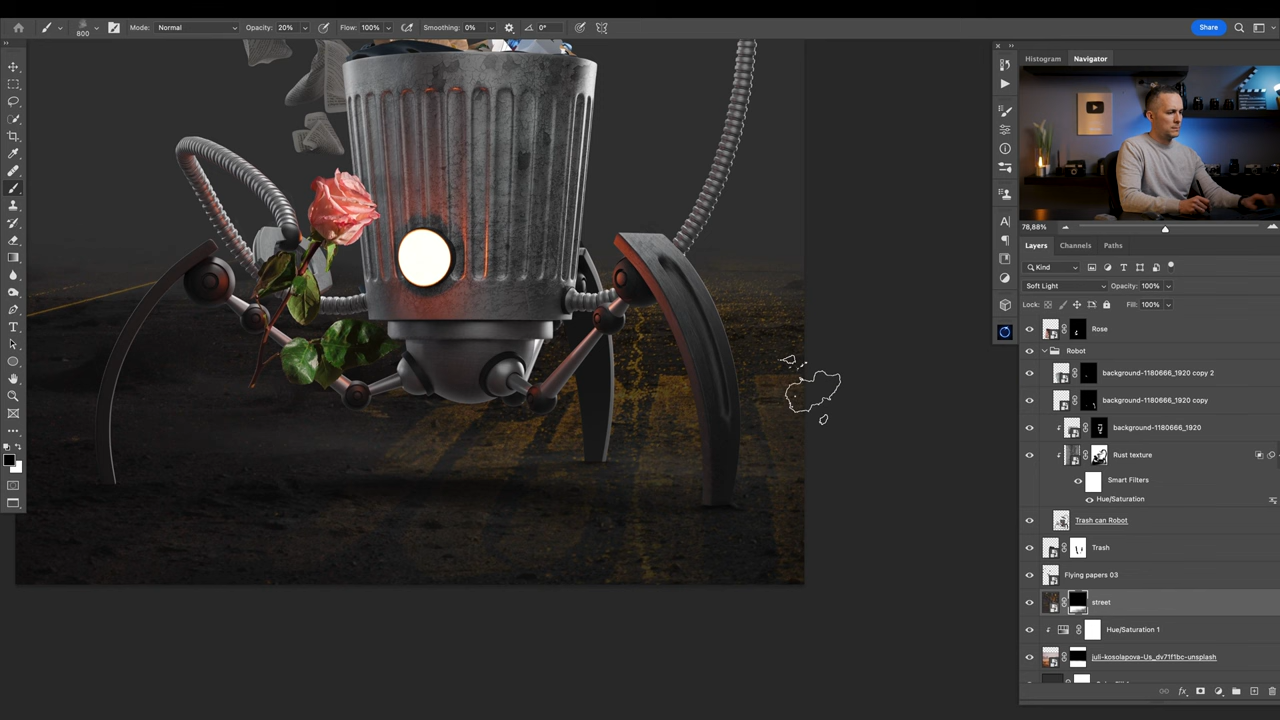 800
Mode:
Normal
Opacity:
20%
Flow:
100%
Smoothing:
0%
0°
Share
Histogram
Navigator
78,88%
Layers
Channels
Paths
Kind
Soft Light
Opacity:
100%
Lock:
Fill:
100%
Rose
Robot
background-1180666_1920 copy 2
background-1180666_1920 copy
background-1180666_1920
Rust texture
Smart Filters
Hue/Saturation
Trash can Robot
Trash
Flying papers 03
street
Hue/Saturation 1
juli-kosolapova-Us_dv71f1bc-unsplash